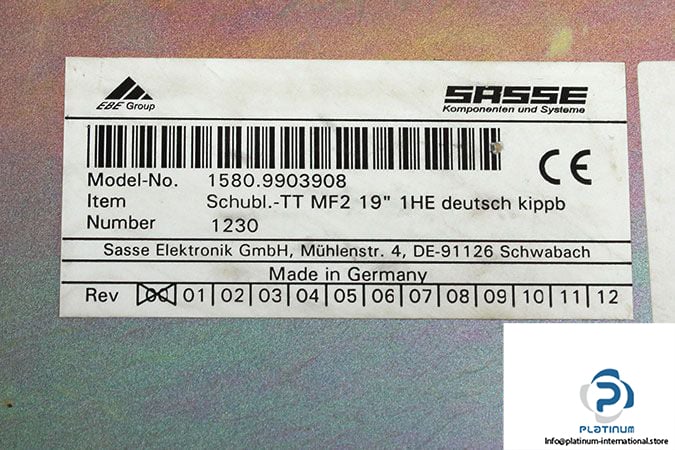 EBE Group
SASSE
Komponenten und Systeme
Model-No. 1580.9903908
Item Schubl.-TT MF2 19" 1HE deutsch kippb
Number 1230
CE
Sasse Elektronik GmbH, Mühlenstr. 4, DE-91126 Schwabach
Made in Germany
Rev 00 01 02 03 04 05 06 07 08 09 10 11 12
PLATINUM
Info@platinum-international.store